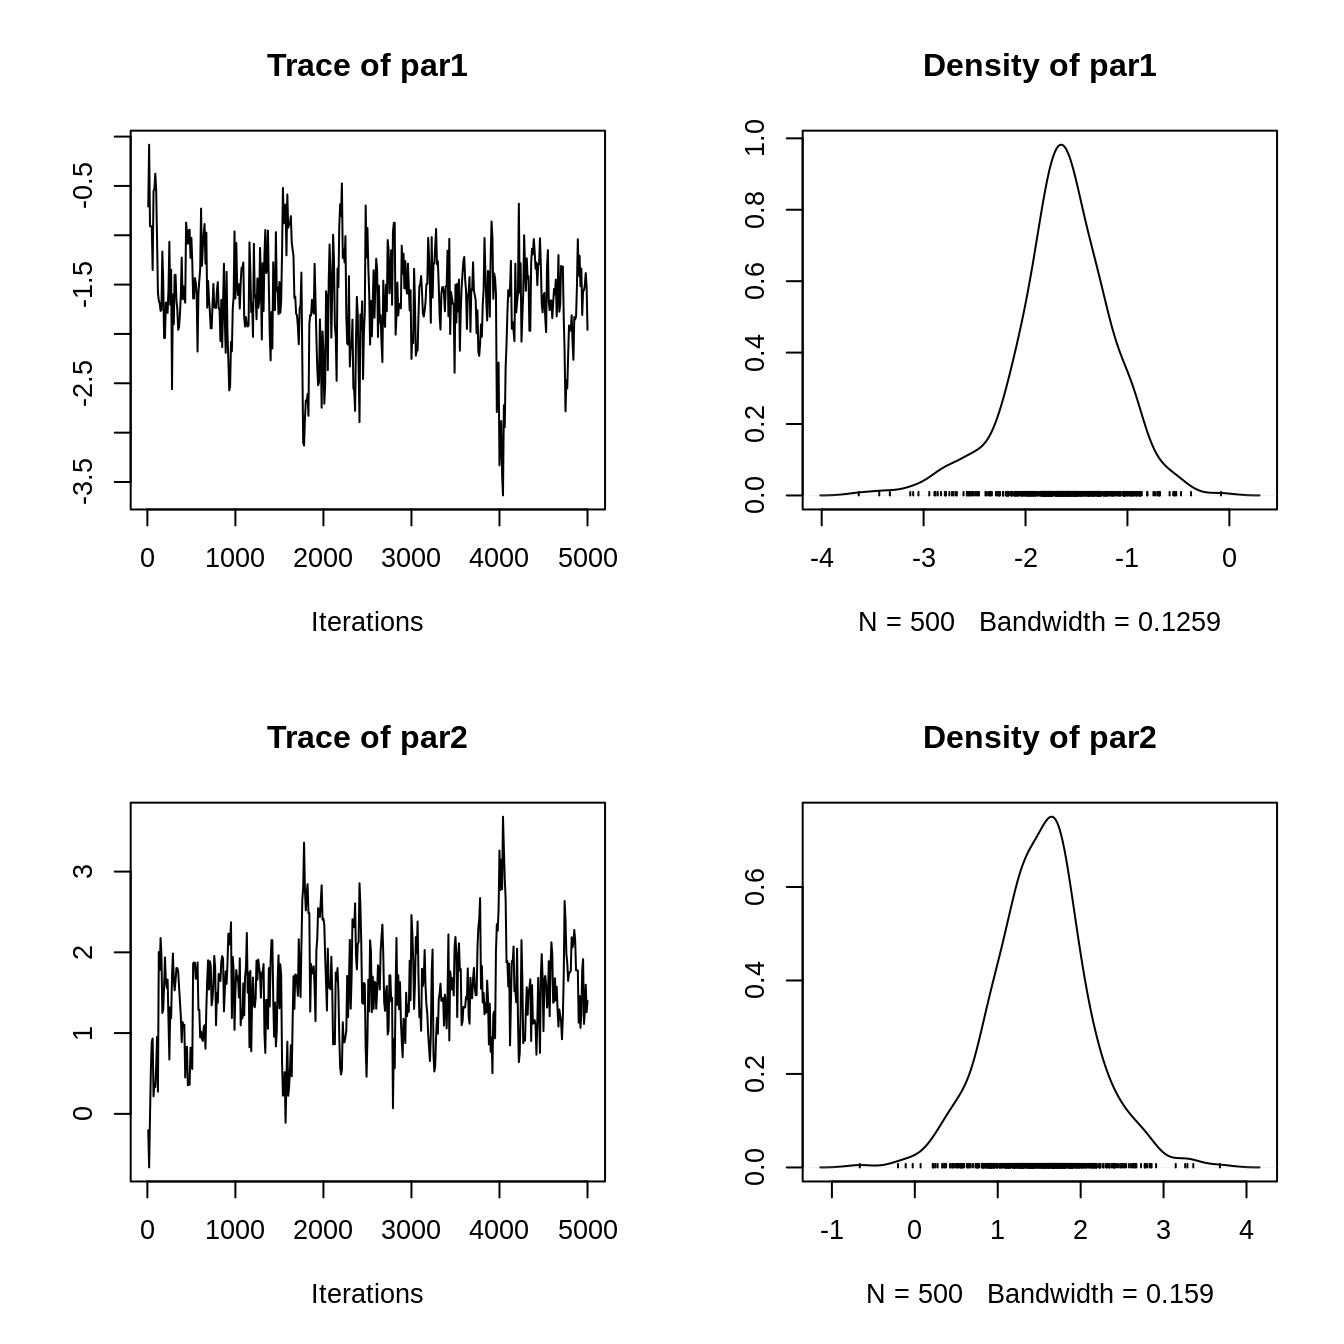 Trace of par1
-0.5
-1.5
-2.5
-3.5
0 1000 2000 3000 4000 5000
Iterations
Density of par1
1.0
0.8
0.6
0.4
0.2
0.0
-4 -3 -2 -1 0
N = 500 Bandwidth = 0.1259
Trace of par2
3
2
1
0
0 1000 2000 3000 4000 5000
Iterations
Density of par2
0.6
0.4
0.2
0.0
-1 0 1 2 3 4
N = 500 Bandwidth = 0.159